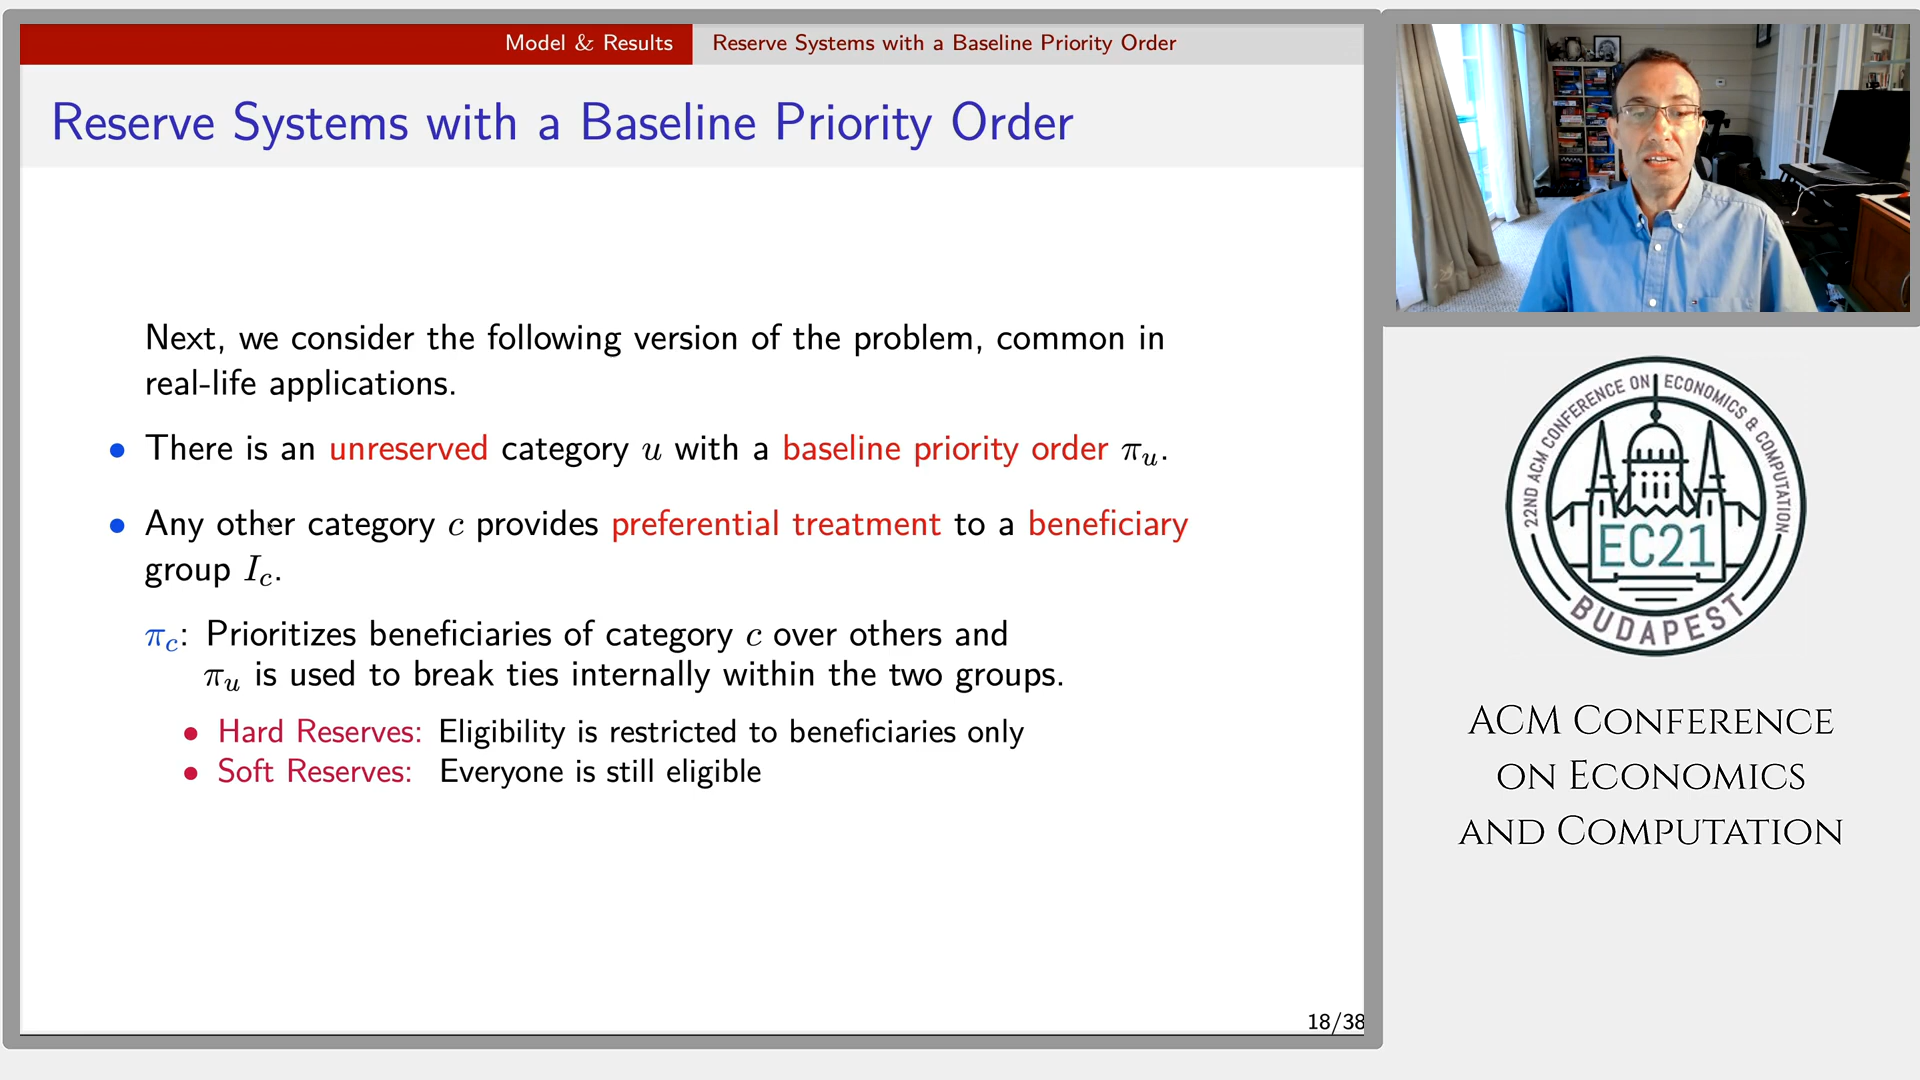 Model & Results
Reserve Systems with a Baseline Priority Order
Reserve Systems with a Baseline Priority Order
Next, we consider the following version of the problem, common in
real-life applications.
• There is an unreserved category u with a baseline priority order πᵤ.
• Any other category c provides preferential treatment to a beneficiary
group I_c.
π_c: Prioritizes beneficiaries of category c over others and
πᵤ is used to break ties internally within the two groups.
• Hard Reserves: Eligibility is restricted to beneficiaries only
• Soft Reserves: Everyone is still eligible
18/38
22ND ACM CONFERENCE ON ECONOMICS & COMPUTATION
EC21
BUDAPEST
ACM CONFERENCE
ON ECONOMICS
AND COMPUTATION